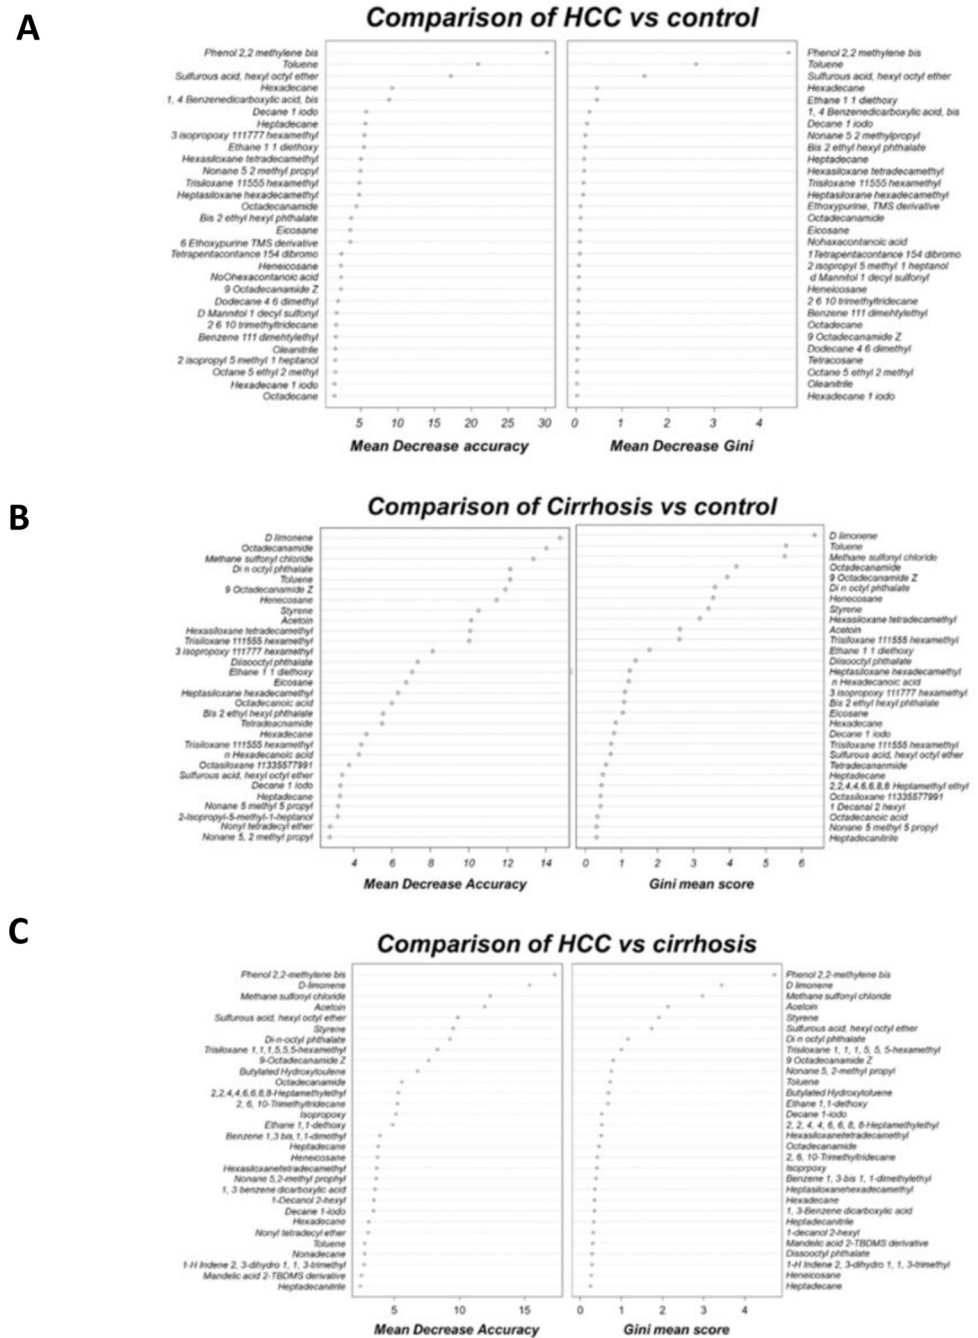 A
Comparison of HCC vs control
Phenol 2,2 methylene bis
Toluene
Sulfurous acid, hexyl octyl ether
Hexadecane
1, 4 Benzenedicarboxylic acid, bis
Decane 1 iodo
Heptadecane
3 isopropoxy 111777 hexamethyl
Ethane 1 1 diethoxy
Hexasiloxane tetradecamethyl
Nonane 5 2 methyl propyl
Trisiloxane 11555 hexamethyl
Heptasiloxane hexadecamethyl
Octadecanamide
Bis 2 ethyl hexyl phthalate
Eicosane
6 Ethoxypurine TMS derivative
Tetrapentacontance 154 dibromo
Heneicosane
NoOhexacontanoic acid
9 Octadecanamide Z
Dodecane 4 6 dimethyl
D Mannitol 1 decyl sulfonyl
2 6 10 trimethyltridecane
Benzene 111 dimehtylethyl
Oleanitrile
2 isopropyl 5 methyl 1 heptanol
Octane 5 ethyl 2 methyl
Hexadecane 1 iodo
Octadecane
5 10 15 20 25 30
Mean Decrease accuracy
Phenol 2,2 methylene bis
Toluene
Sulfurous acid, hexyl octyl ether
Hexadecane
Ethane 1 1 diethoxy
1, 4 Benzenedicarboxylic acid, bis
Decane 1 iodo
Nonane 5 2 methylpropyl
Bis 2 ethyl hexyl phthalate
Heptadecane
Hexasiloxane tetradecamethyl
Trisiloxane 11555 hexamethyl
Heptasiloxane hexadecamethyl
Ethoxypurine, TMS derivative
Octadecanamide
Eicosane
Nohaxacontanoic acid
1Tetrapentacontance 154 dibromo
2 isopropyl 5 methyl 1 heptanol
d Mannitol 1 decyl sulfonyl
Heneicosane
2 6 10 trimethyltridecane
Benzene 111 dimehtylethyl
Octadecane
9 Octadecanamide Z
Dodecane 4 6 dimethyl
Tetracosane
Octane 5 ethyl 2 methyl
Oleanitrile
Hexadecane 1 iodo
0 1 2 3 4
Mean Decrease Gini
B
Comparison of Cirrhosis vs control
D limonene
Octadecanamide
Methane sulfonyl chloride
Di n octyl phthalate
Toluene
9 Octadecanamide Z
Henecosane
Styrene
Acetoin
Hexasiloxane tetradecamethyl
Trisiloxane 111555 hexamethyl
3 isopropoxy 111777 hexamethyl
Diisooctyl phthalate
Ethane 1 1 diethoxy
Eicosane
Heptasiloxane hexadecamethyl
Octadecanoic acid
Bis 2 ethyl hexyl phthalate
Tetradeacnamide
Hexadecane
Trisiloxane 111555 hexamethyl
n Hexadecanoic acid
Octasiloxane 11335577991
Sulfurous acid, hexyl octyl ether
Decane 1 iodo
Heptadecane
Nonane 5 methyl 5 propyl
2-Isopropyl-5-methyl-1-heptanol
Nonyl tetradecyl ether
Nonane 5, 2 methyl propyl
4 6 8 10 12 14
Mean Decrease Accuracy
D limonene
Toluene
Methane sulfonyl chloride
Octadecanamide
9 Octadecanamide Z
Di n octyl phthalate
Henecosane
Styrene
Hexasiloxane tetradecamethyl
Acetoin
Trisiloxane 111555 hexamethyl
Ethane 1 1 diethoxy
Diisooctyl phthalate
Heptasiloxane hexadecamethyl
n Hexadecanoic acid
3 isopropoxy 111777 hexamethyl
Bis 2 ethyl hexyl phthalate
Eicosane
Hexadecane
Decane 1 iodo
Trisiloxane 111555 hexamethyl
Sulfurous acid, hexyl octyl ether
Tetradecananmide
Heptadecane
2,2,4,4,6,6,8,8 Heptamethyl ethyl
Octasiloxane 11335577991
1 Decanal 2 hexyl
Octadecanoic acid
Nonane 5 methyl 5 propyl
Heptadecanitrile
0 1 2 3 4 5 6
Gini mean score
C
Comparison of HCC vs cirrhosis
Phenol 2,2-methylene bis
D-limonene
Methane sulfonyl chloride
Acetoin
Sulfurous acid, hexyl octyl ether
Styrene
Di-n-octyl phthalate
Trisiloxane 1,1,1,5,5,5-hexamethyl
9-Octadecanamide Z
Butylated Hydroxytoulene
Octadecanamide
2,2,4,4,6,6,8,8-Heptamethylethyl
2, 6, 10-Trimethyltridecane
Isopropoxy
Ethane 1,1-dethoxy
Benzene 1,3 bis,1,1-dimethyl
Heptadecane
Heneicosane
Hexasiloxanetetradecamethyl
Nonane 5,2-methyl prophyl
1, 3 benzene dicarboxylic acid
1-Decanol 2-hexyl
Decane 1-iodo
Hexadecane
Nonyl tetradecyl ether
Toluene
Nonadecane
1-H Indene 2, 3-dihydro 1, 1, 3-trimethyl
Mandelic acid 2-TBDMS derivative
Heptadecanitrile
5 10 15
Mean Decrease Accuracy
Phenol 2,2-methylene bis
D limonene
Methane sulfonyl chloride
Acetoin
Styrene
Sulfurous acid, hexyl octyl ether
Di n octyl phthalate
Trisiloxane 1, 1, 1, 5, 5, 5-hexamethyl
9 Octadecanamide Z
Nonane 5, 2-methyl propyl
Toluene
Butylated Hydroxytoluene
Ethane 1,1-dethoxy
Decane 1-iodo
2, 2, 4, 4, 6, 6, 8, 8-Heptamethylethyl
Hexasiloxanetetradecamethyl
Octadecanamide
2, 6, 10-Trimethyltridecane
Isoprpoxy
Benzene 1, 3-bis 1, 1-dimethylethyl
Heptasiloxanehexadecamethyl
Hexadecane
1, 3-Benzene dicarboxylic acid
Heptadecanitrile
1-decanol 2-hexyl
Mandelic acid 2-TBDMS derivative
Dissooctyl phthalate
1-H Indene 2, 3-dihydro 1, 1, 3-trimethyl
Heneicosane
Heptadecane
0 1 2 3 4
Gini mean score